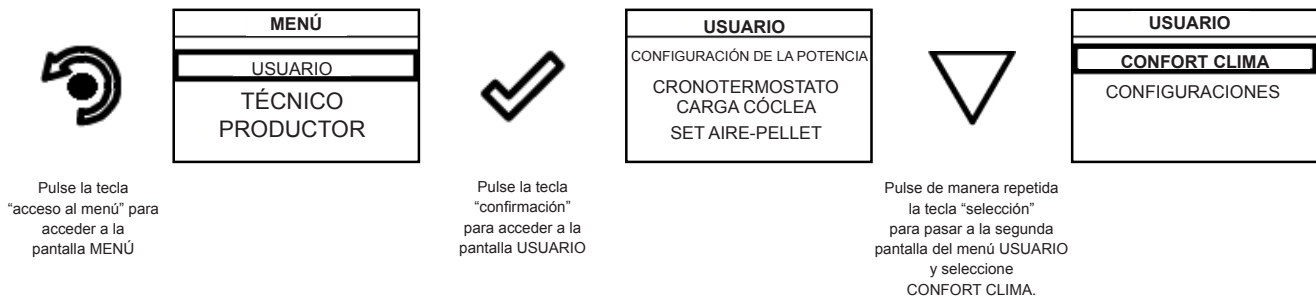 MENÚ
USUARIO
TÉCNICO
PRODUCTOR
USUARIO
CONFIGURACIÓN DE LA POTENCIA
CRONOTERMOSTATO
CARGA CÓCLEA
SET AIRE-PELLET
USUARIO
CONFORT CLIMA
CONFIGURACIONES
Pulse la tecla
“acceso al menú” para
acceder a la
pantalla MENÚ
Pulse la tecla
“confirmación”
para acceder a la
pantalla USUARIO
Pulse de manera repetida
la tecla “selección”
para pasar a la segunda
pantalla del menú USUARIO
y seleccione
CONFORT CLIMA.